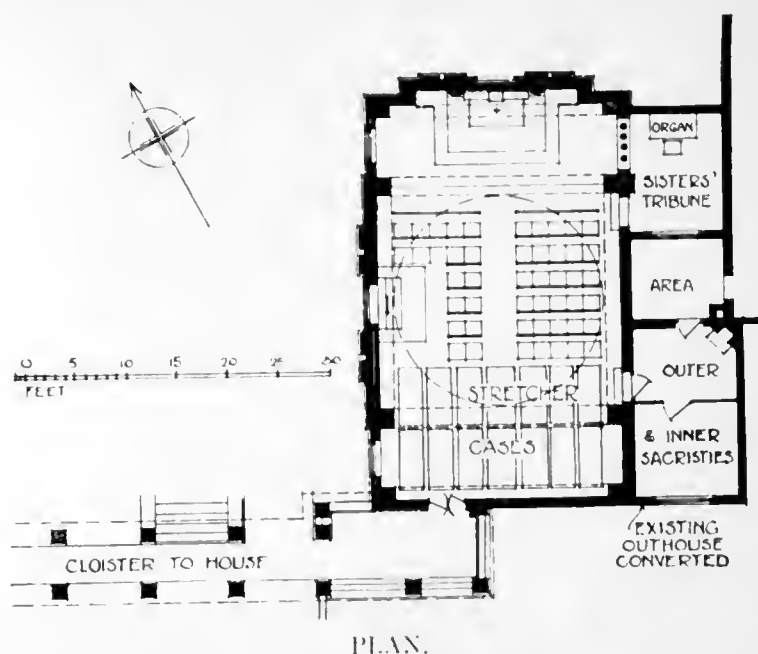 ORGAN
SISTERS'
TRIBUNE
AREA
0 5 10 15 20 25 30
FEET
STRETCHER
CASES
OUTER
& INNER
SACRISTIES
EXISTING
OUTHOUSE
CONVERTED
CLOISTER TO HOUSE
PLAN.